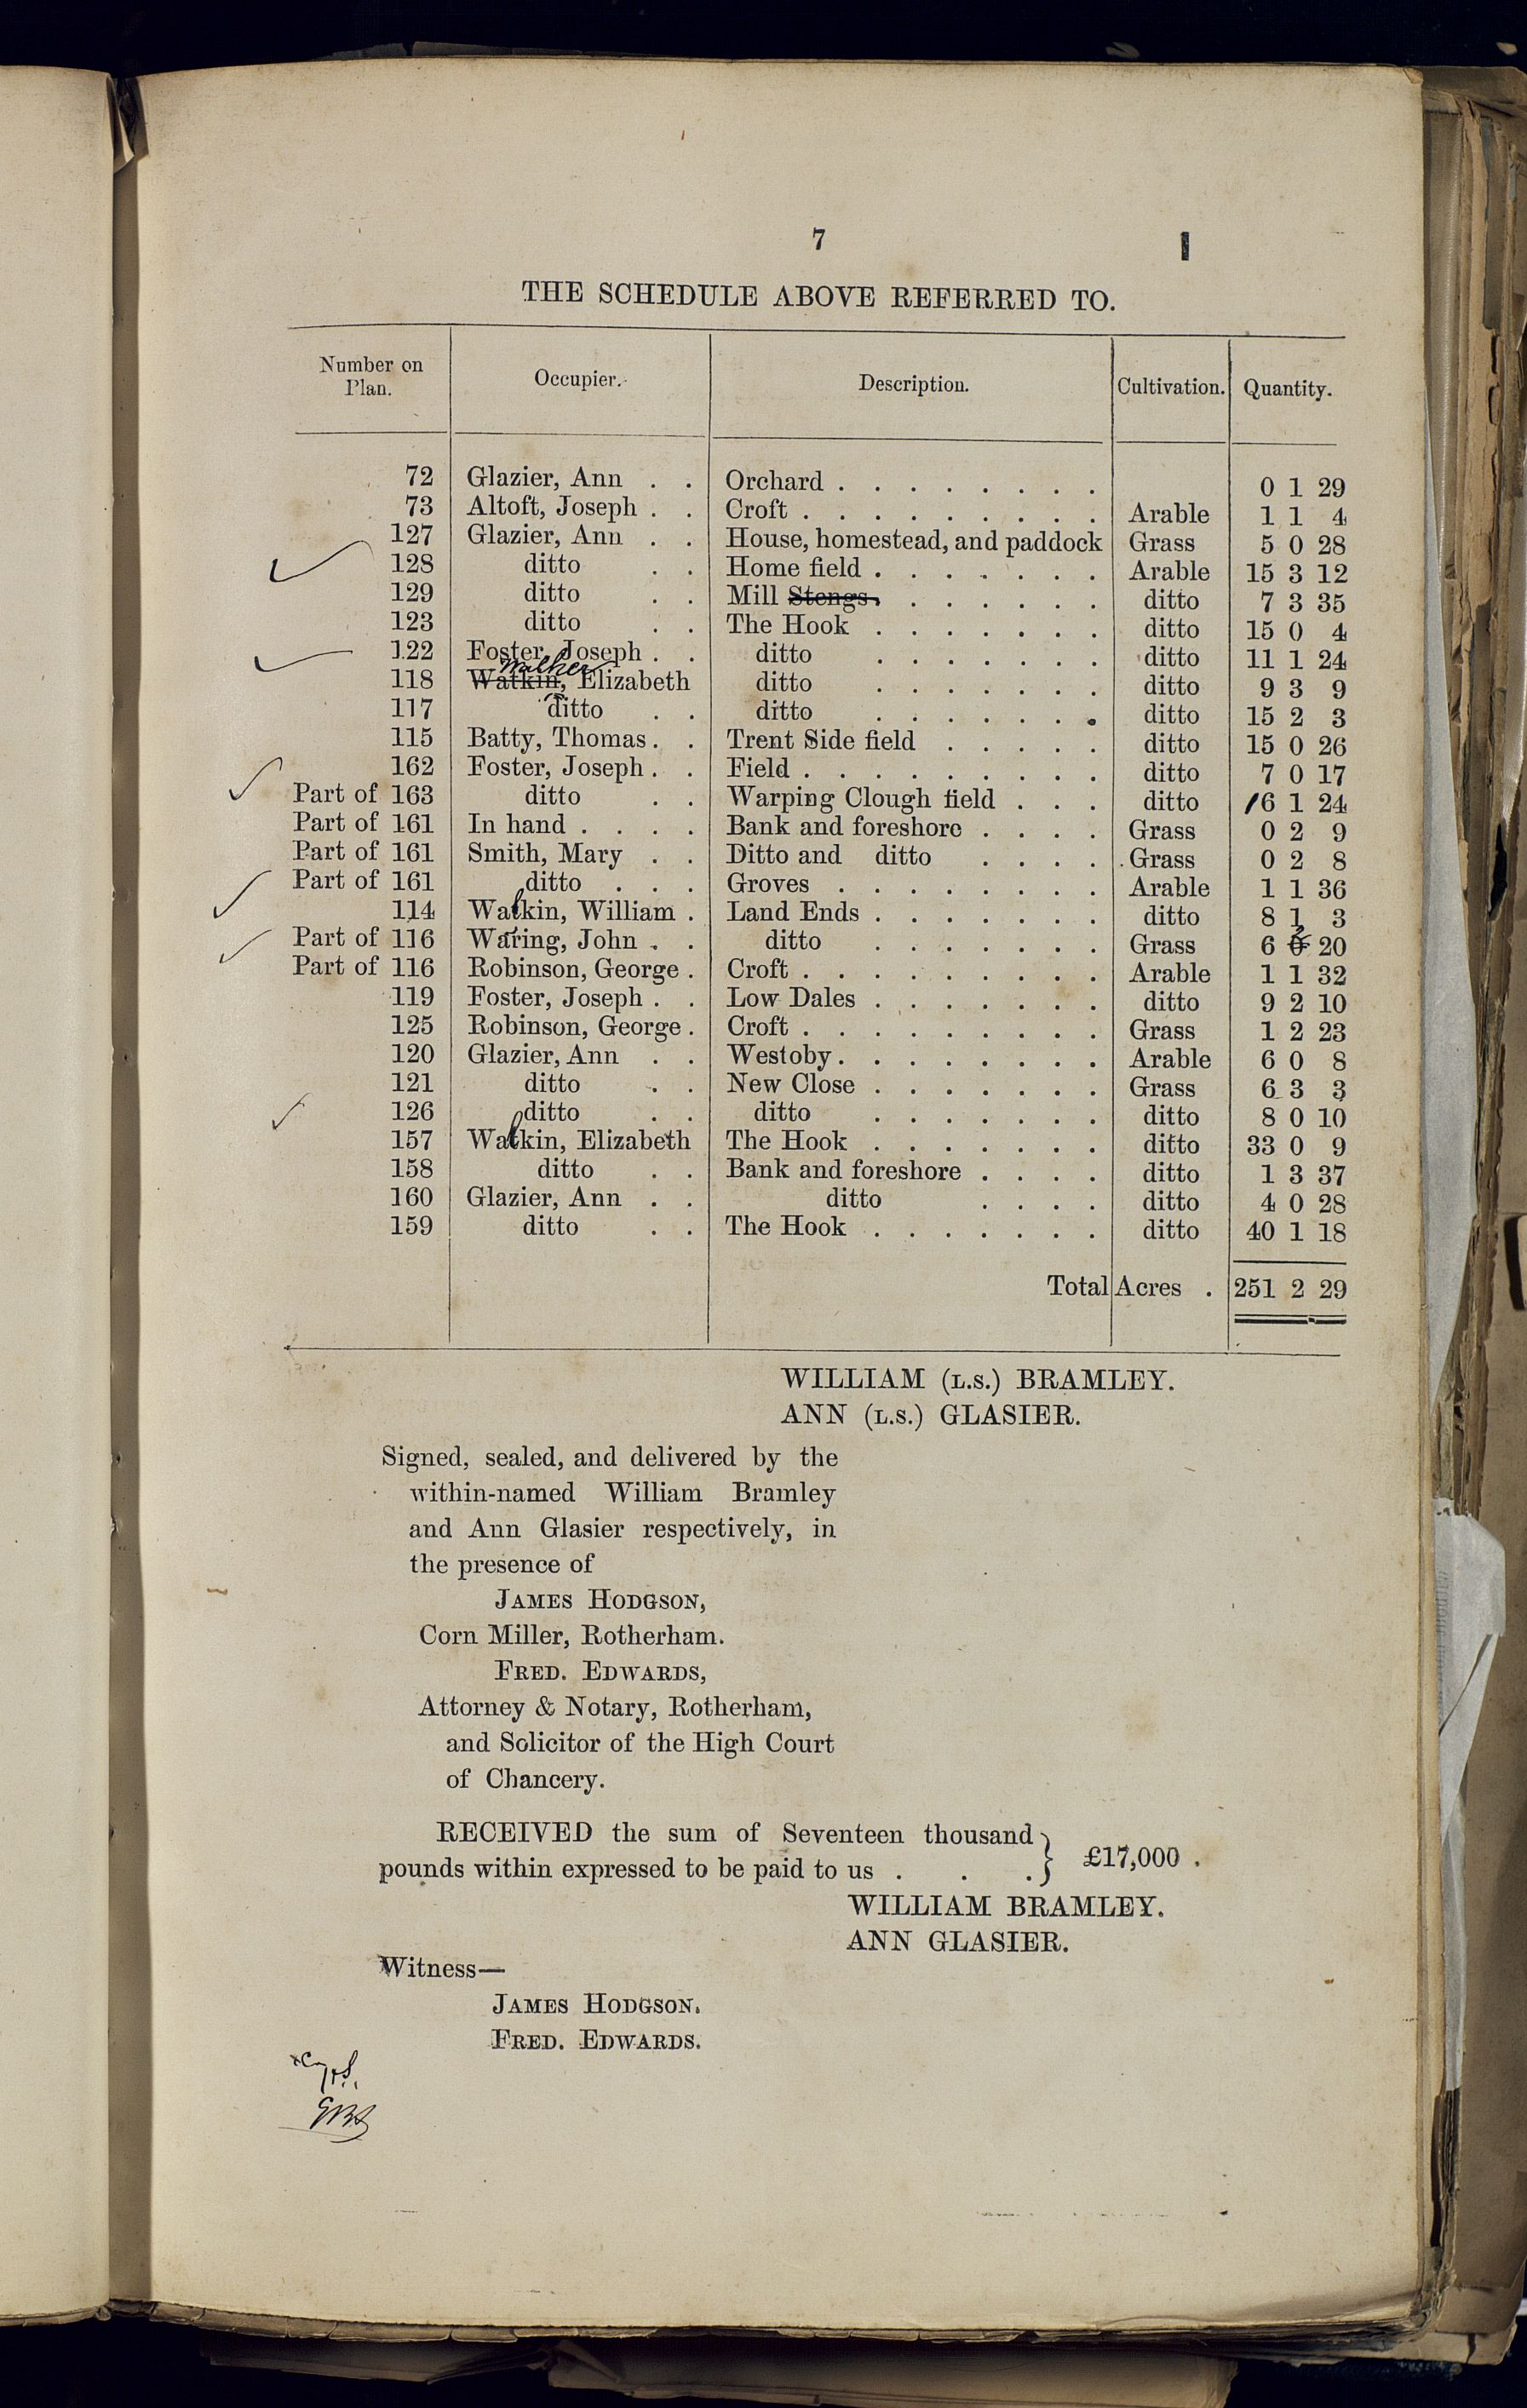 7
THE SCHEDULE ABOVE REFERRED TO.
Number on Plan. Occupier. Description. Cultivation. Quantity.
72 Glazier, Ann . . Orchard . . . . . . . . 0 1 29
73 Altoft, Joseph . . Croft . . . . . . . . . Arable 1 1 4
127 Glazier, Ann . . House, homestead, and paddock Grass 5 0 28
128 ditto . . Home field . . . . . . . Arable 15 3 12
129 ditto . . Mill Stengs. . . . . . . ditto 7 3 35
123 ditto . . The Hook . . . . . . . ditto 15 0 4
122 Foster, Joseph . . ditto . . . . . . . ditto 11 1 24
118 Watkin, Walker Elizabeth ditto . . . . . . . ditto 9 3 9
117 ditto . . ditto . . . . . . . ditto 15 2 3
115 Batty, Thomas . . Trent Side field . . . . . ditto 15 0 26
162 Foster, Joseph . . Field . . . . . . . . . ditto 7 0 17
Part of 163 ditto . . Warping Clough field . . . ditto 16 1 24
Part of 161 In hand . . . . Bank and foreshore . . . . Grass 0 2 9
Part of 161 Smith, Mary . . Ditto and ditto . . . . Grass 0 2 8
Part of 161 ditto . . . Groves . . . . . . . . Arable 1 1 36
114 Walkin, William . Land Ends . . . . . . . ditto 8 1 3
Part of 116 Waring, John . . ditto . . . . . . . Grass 6 0 20
Part of 116 Robinson, George . Croft . . . . . . . . . Arable 1 1 32
119 Foster, Joseph . . Low Dales . . . . . . . ditto 9 2 10
125 Robinson, George . Croft . . . . . . . . . Grass 1 2 23
120 Glazier, Ann . . Westoby . . . . . . . . Arable 6 0 8
121 ditto . . New Close . . . . . . . Grass 6 3 3
126 ditto . . ditto . . . . . . . ditto 8 0 10
157 Walkin, Elizabeth The Hook . . . . . . . ditto 33 0 9
158 ditto . . Bank and foreshore . . . . ditto 1 3 37
160 Glazier, Ann . . ditto . . . . ditto 4 0 28
159 ditto . . The Hook . . . . . . . ditto 40 1 18
Total Acres . 251 2 29
WILLIAM (L.S.) BRAMLEY.
ANN (L.S.) GLASIER.
Signed, sealed, and delivered by the
within-named William Bramley
and Ann Glasier respectively, in
the presence of
JAMES HODGSON,
Corn Miller, Rotherham.
FRED. EDWARDS,
Attorney & Notary, Rotherham,
and Solicitor of the High Court
of Chancery.
RECEIVED the sum of Seventeen thousand
pounds within expressed to be paid to us . . . } £17,000 .
WILLIAM BRAMLEY.
ANN GLASIER.
Witness—
JAMES HODGSON.
FRED. EDWARDS.